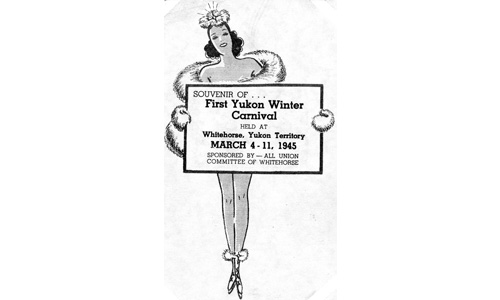 SOUVENIR OF . . .
First Yukon Winter
Carnival
HELD AT
Whitehorse, Yukon Territory
MARCH 4 - 11, 1945
SPONSORED BY — ALL UNION
COMMITTEE OF WHITEHORSE